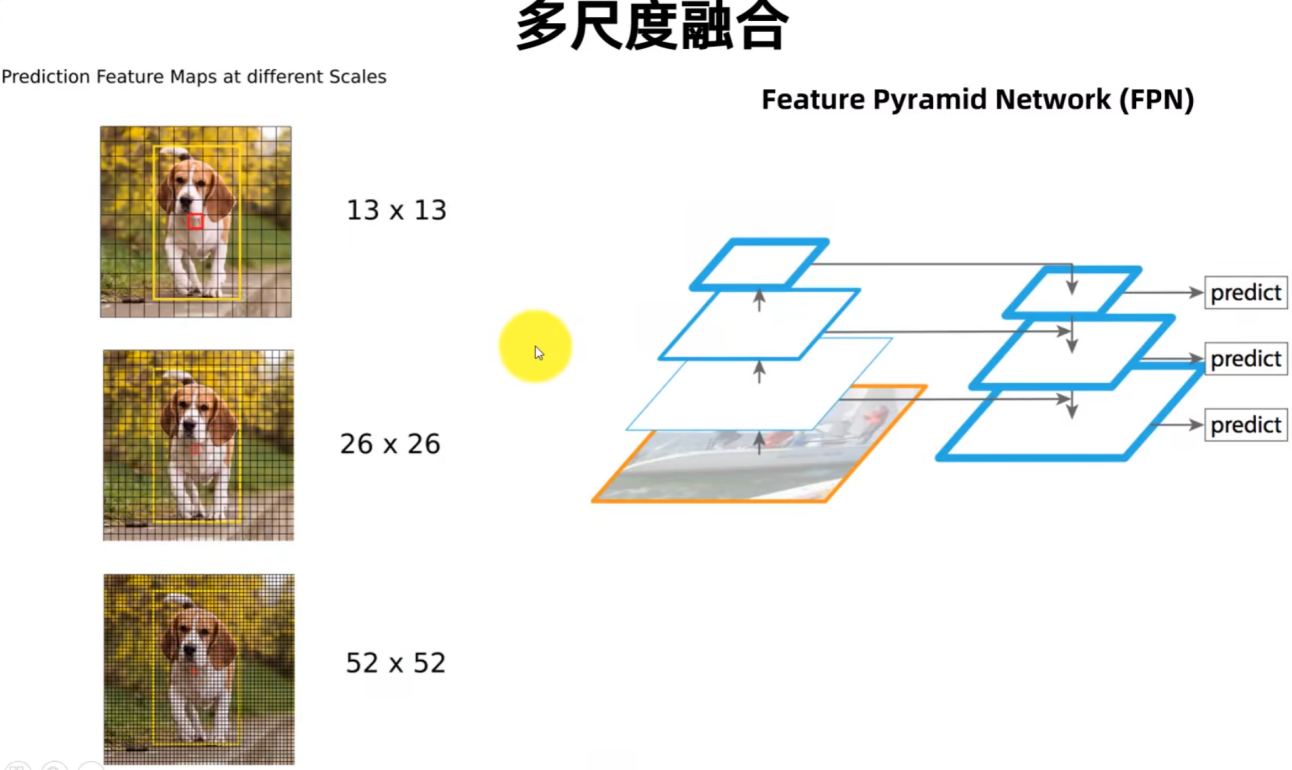 多尺度融合
Prediction Feature Maps at different Scales
Feature Pyramid Network (FPN)
13 x 13
26 x 26
52 x 52
predict
predict
predict